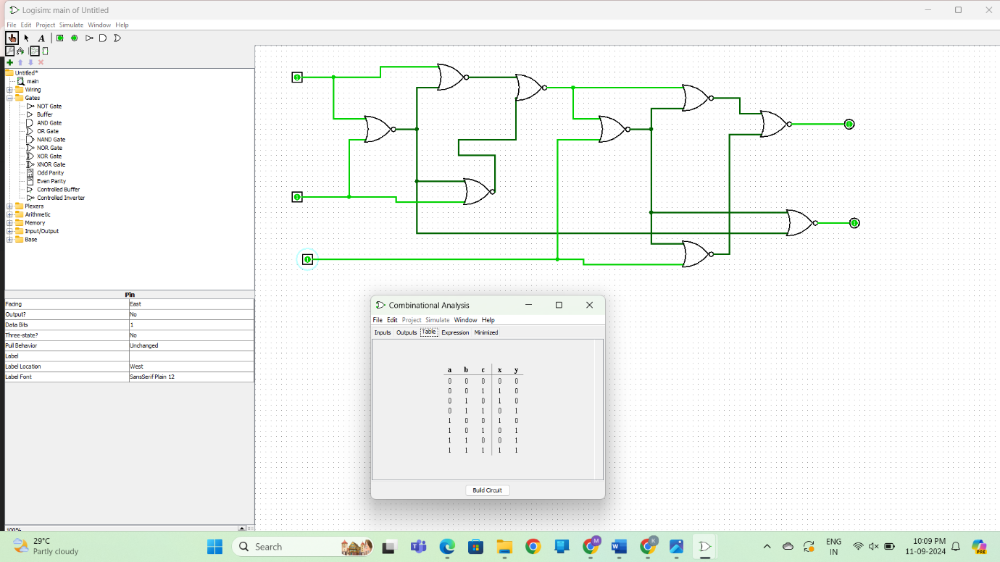 Logisim: main of Untitled
File Edit Project Simulate Window Help
A
Untitled*
main
Wiring
Gates
NOT Gate
Buffer
AND Gate
OR Gate
NAND Gate
NOR Gate
XOR Gate
XNOR Gate
Odd Parity
Even Parity
Controlled Buffer
Controlled Inverter
Plexers
Arithmetic
Memory
Input/Output
Base
Pin
Facing East
Output? No
Data Bits 1
Three-state? No
Pull Behavior Unchanged
Label
Label Location West
Label Font SansSerif Plain 12
100%
1
1
1
1
1
Combinational Analysis
File Edit Project Simulate Window Help
Inputs Outputs Table Expression Minimized
a b c x y
0 0 0 0 0
0 0 1 1 0
0 1 0 1 0
0 1 1 0 1
1 0 0 1 0
1 0 1 0 1
1 1 0 0 1
1 1 1 1 1
Build Circuit
29°C
Partly cloudy
Search
M
K
ENG
IN
10:09 PM
11-09-2024
PRE